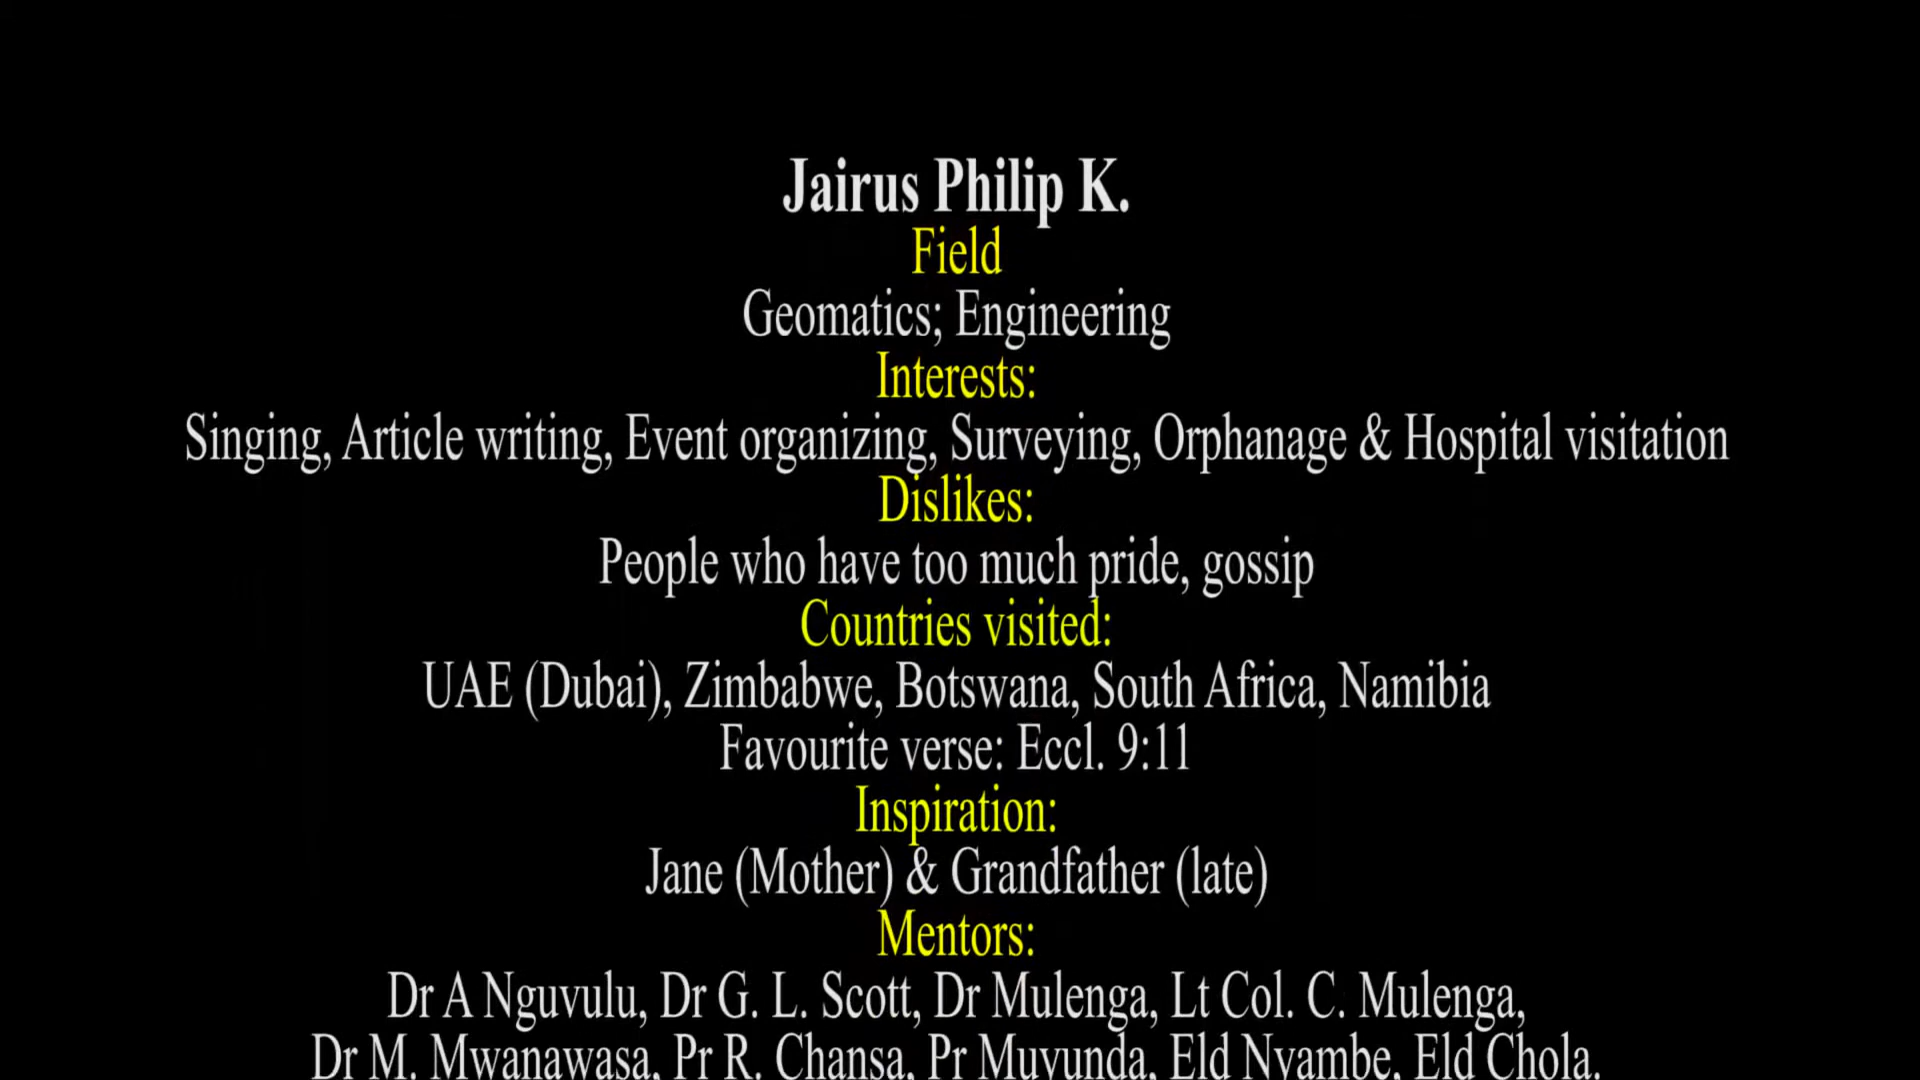 Jairus Philip K.
Field
Geomatics; Engineering
Interests:
Singing, Article writing, Event organizing, Surveying, Orphanage & Hospital visitation
Dislikes:
People who have too much pride, gossip
Countries visited:
UAE (Dubai), Zimbabwe, Botswana, South Africa, Namibia
Favourite verse: Eccl. 9:11
Inspiration:
Jane (Mother) & Grandfather (late)
Mentors:
Dr A Nguvulu, Dr G. L. Scott, Dr Mulenga, Lt Col. C. Mulenga,
Dr M. Mwanawasa, Pr R. Chansa, Pr Muyunda, Eld Nyambe, Eld Chola.